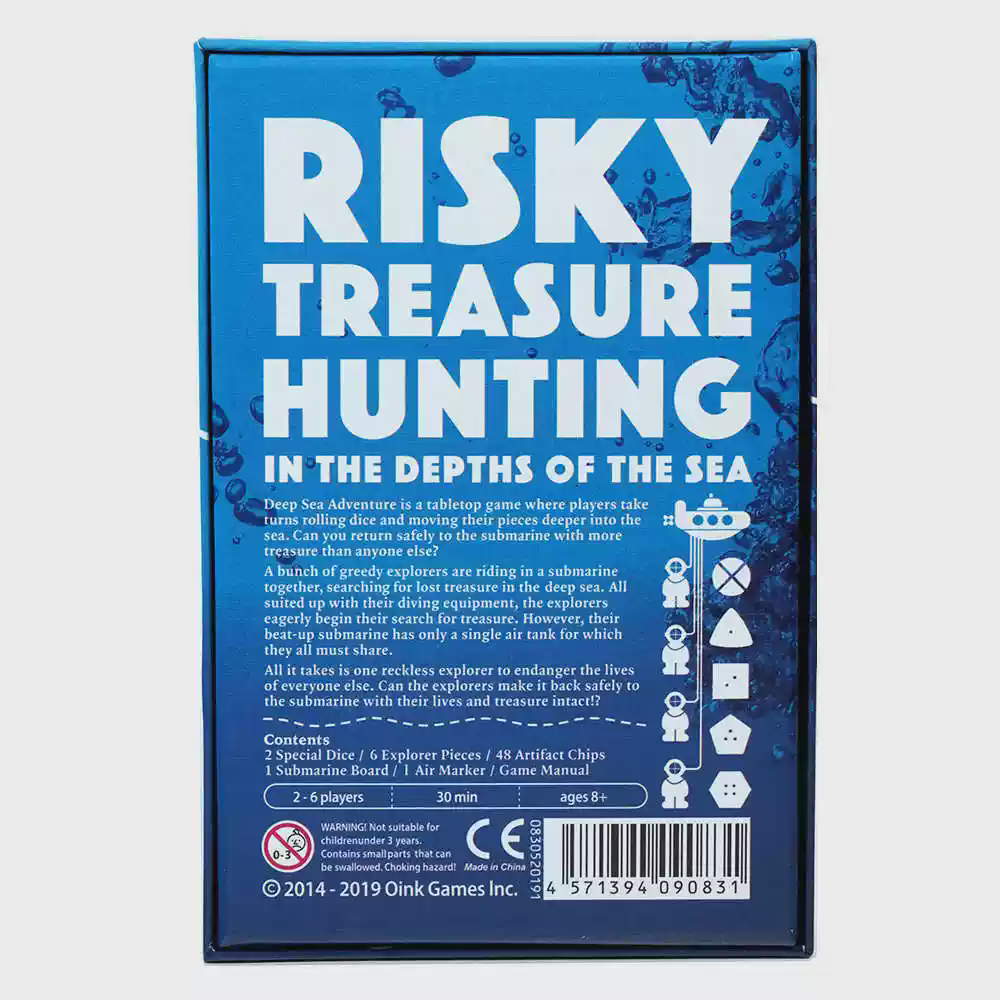 RISKY
TREASURE
HUNTING
IN THE DEPTHS OF THE SEA
Deep Sea Adventure is a tabletop game where players take
turns rolling dice and moving their pieces deeper into the
sea. Can you return safely to the submarine with more
treasure than anyone else?
A bunch of greedy explorers are riding in a submarine
together, searching for lost treasure in the deep sea. All
suited up with their diving equipment, the explorers
eagerly begin their search for treasure. However, their
beat-up submarine has only a single air tank for which
they all must share.
All it takes is one reckless explorer to endanger the lives
of everyone else. Can the explorers make it back safely to
the submarine with their lives and treasure intact!?
Contents
2 Special Dice / 6 Explorer Pieces / 48 Artifact Chips
1 Submarine Board / 1 Air Marker / Game Manual
2 - 6 players 30 min ages 8+
0-3
WARNING! Not suitable for
childrenunder 3 years.
Contains smallparts that can
be swallowed. Choking hazard!
CE
Made in China
0830520191
4 571394 090831
© 2014 - 2019 Oink Games Inc.